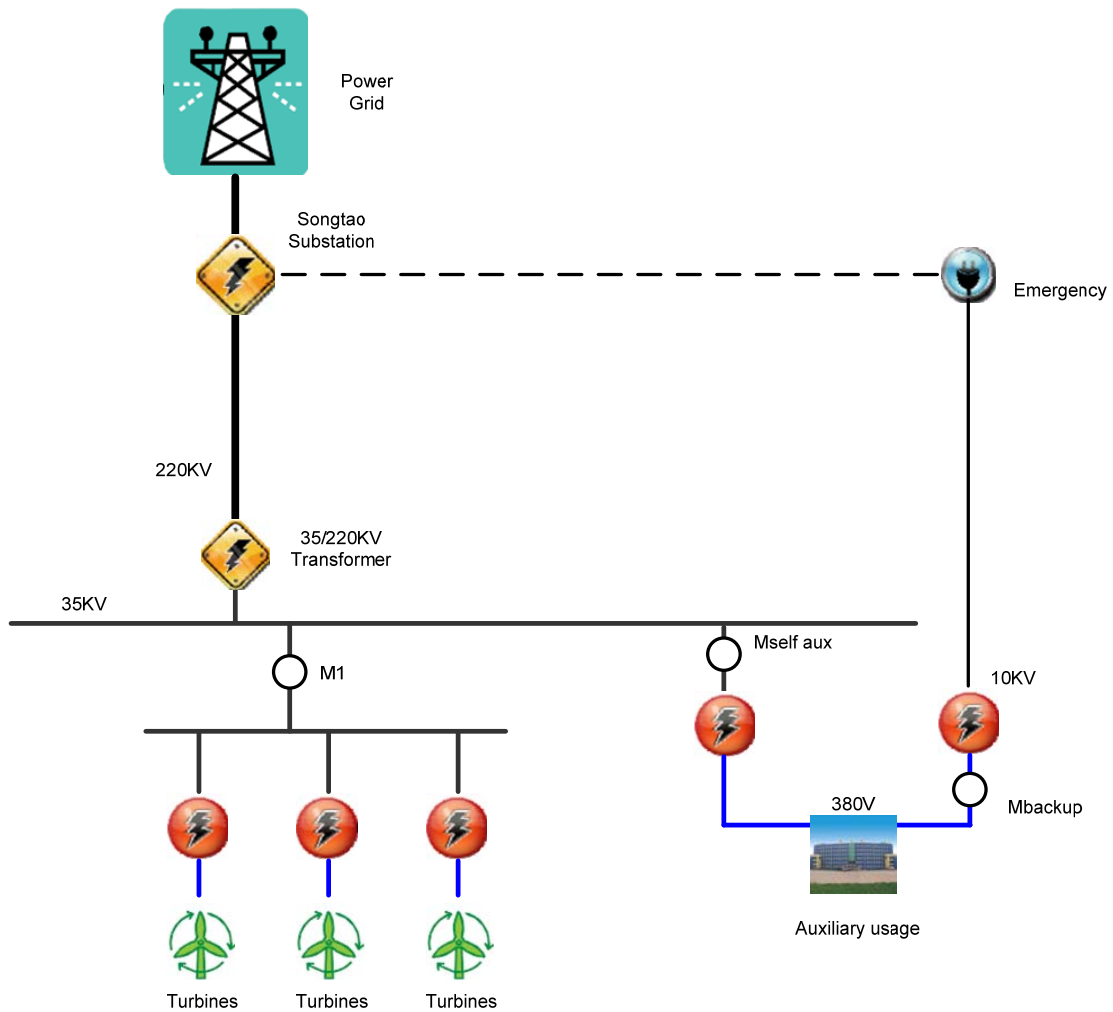 Power
Grid
Songtao
Substation
Emergency
220KV
35/220KV
Transformer
35KV
Mself aux
M1
10KV
380V
Mbackup
Auxiliary usage
Turbines
Turbines
Turbines